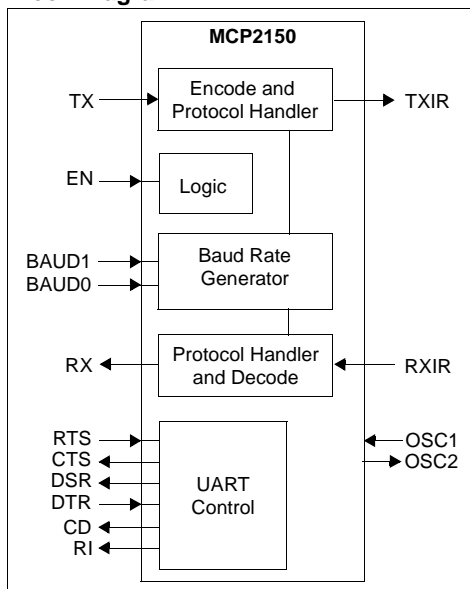 MCP2150
TX
Encode and
Protocol Handler
TXIR
EN
Logic
BAUD1
BAUD0
Baud Rate
Generator
RX
Protocol Handler
and Decode
RXIR
RTS
CTS
DSR
DTR
CD
RI
UART
Control
OSC1
OSC2